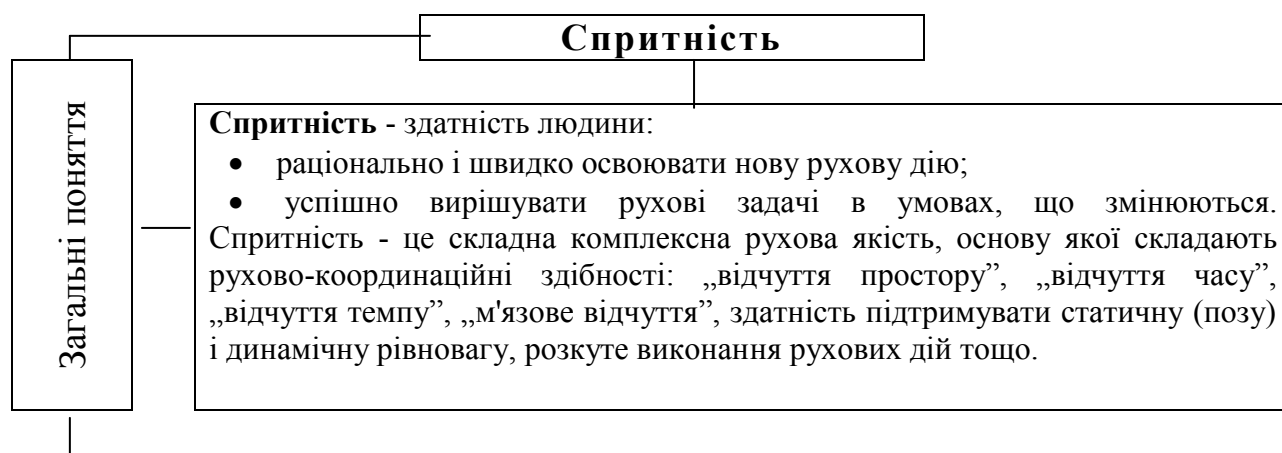 Спритність
Загальні поняття
Спритність - здатність людини:
• раціонально і швидко освоювати нову рухову дію;
• успішно вирішувати рухові задачі в умовах, що змінюються.
Спритність - це складна комплексна рухова якість, основу якої складають
рухово-координаційні здібності: „відчуття простору”, „відчуття часу”,
„відчуття темпу”, „м'язове відчуття”, здатність підтримувати статичну (позу)
і динамічну рівновагу, розкуте виконання рухових дій тощо.